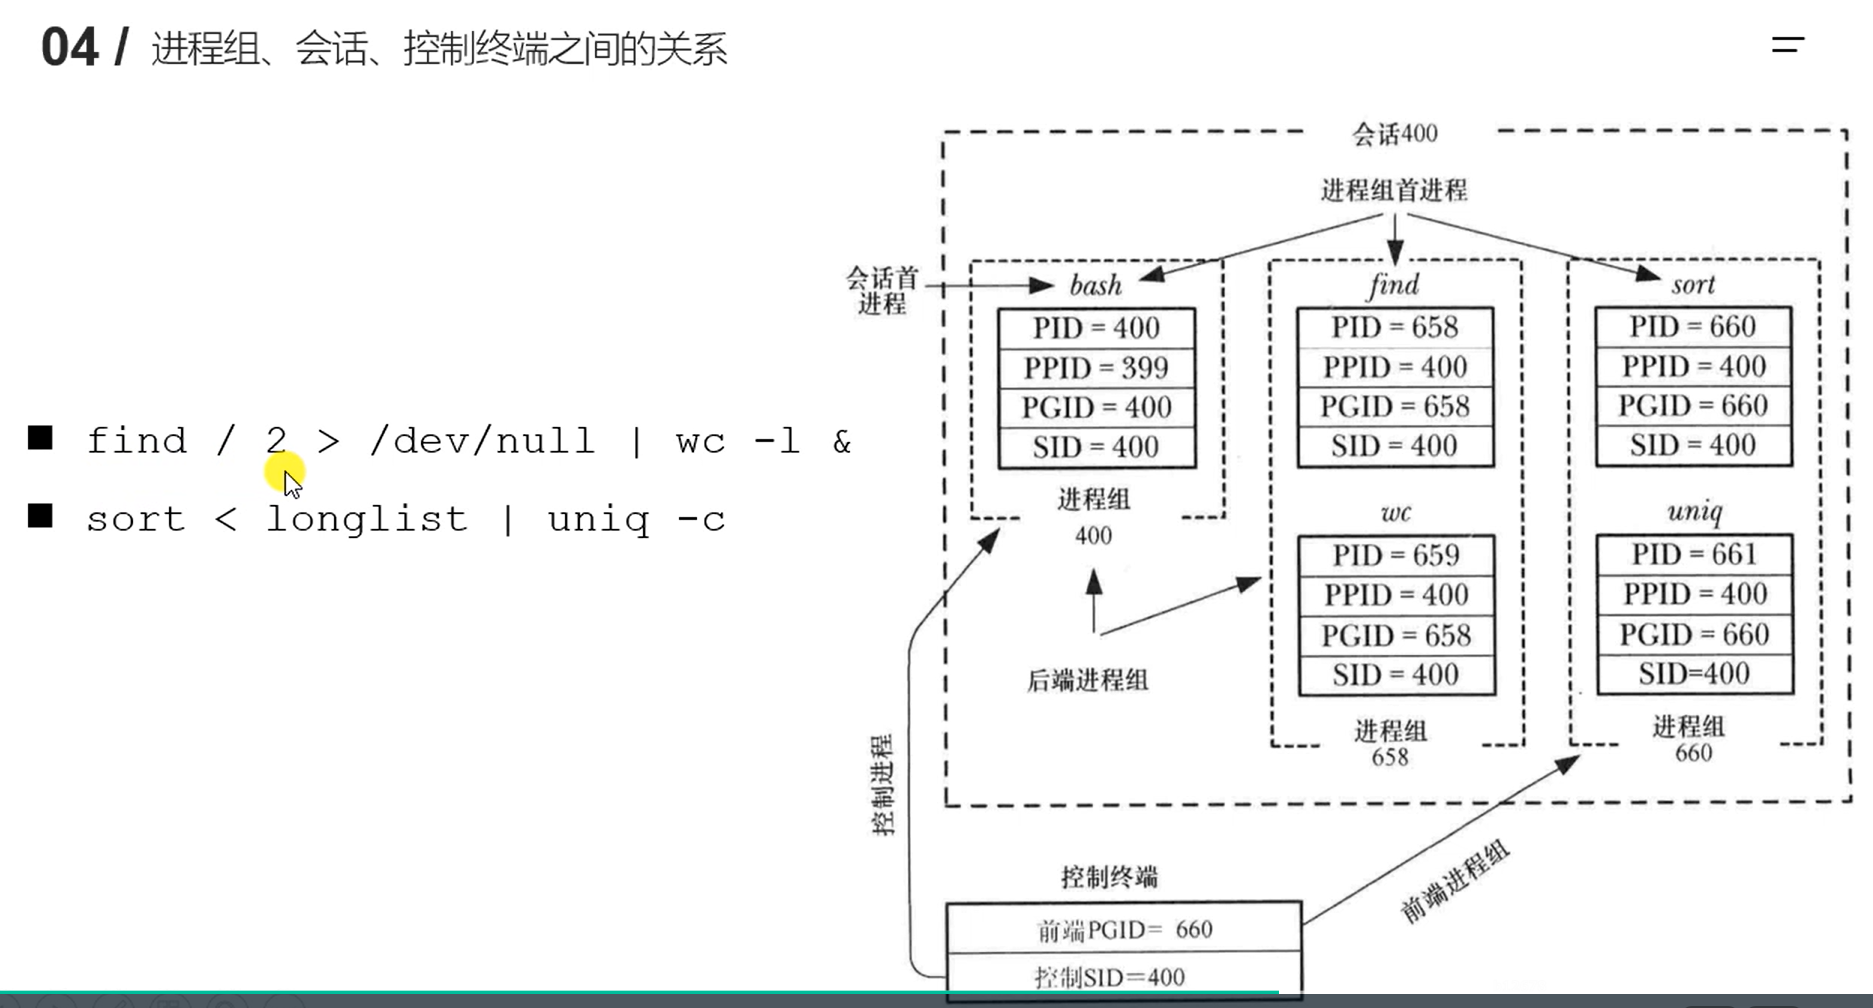 04 / 进程组、会话、控制终端之间的关系
■ find / 2 > /dev/null | wc -l &
■ sort < longlist | uniq -c
会话400
进程组首进程
会话首
进程
bash
PID = 400
PPID = 399
PGID = 400
SID = 400
进程组
400
find
PID = 658
PPID = 400
PGID = 658
SID = 400
wc
PID = 659
PPID = 400
PGID = 658
SID = 400
进程组
658
sort
PID = 660
PPID = 400
PGID = 660
SID = 400
uniq
PID = 661
PPID = 400
PGID = 660
SID=400
进程组
660
后端进程组
控制进程
前端进程组
控制终端
前端PGID= 660
控制SID=400